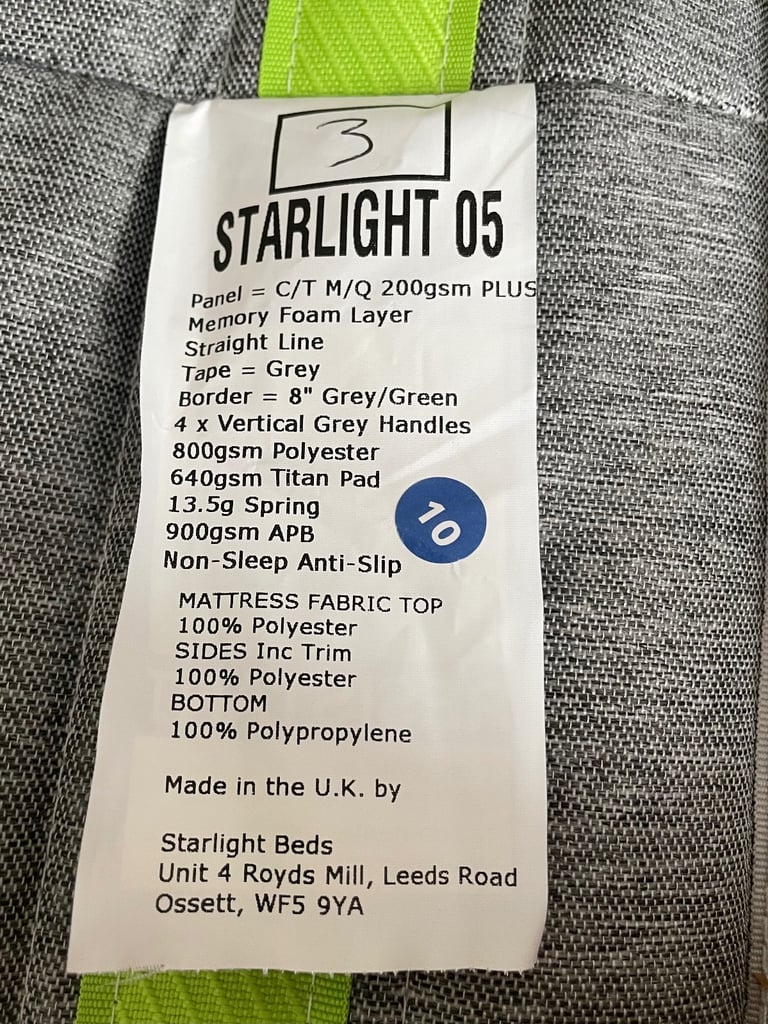 3
STARLIGHT 05
Panel = C/T M/Q 200gsm PLUS
Memory Foam Layer
Straight Line
Tape = Grey
Border = 8" Grey/Green
4 x Vertical Grey Handles
800gsm Polyester
640gsm Titan Pad
13.5g Spring
10
900gsm APB
Non-Sleep Anti-Slip
MATTRESS FABRIC TOP
100% Polyester
SIDES Inc Trim
100% Polyester
BOTTOM
100% Polypropylene
Made in the U.K. by
Starlight Beds
Unit 4 Royds Mill, Leeds Road
Ossett, WF5 9YA